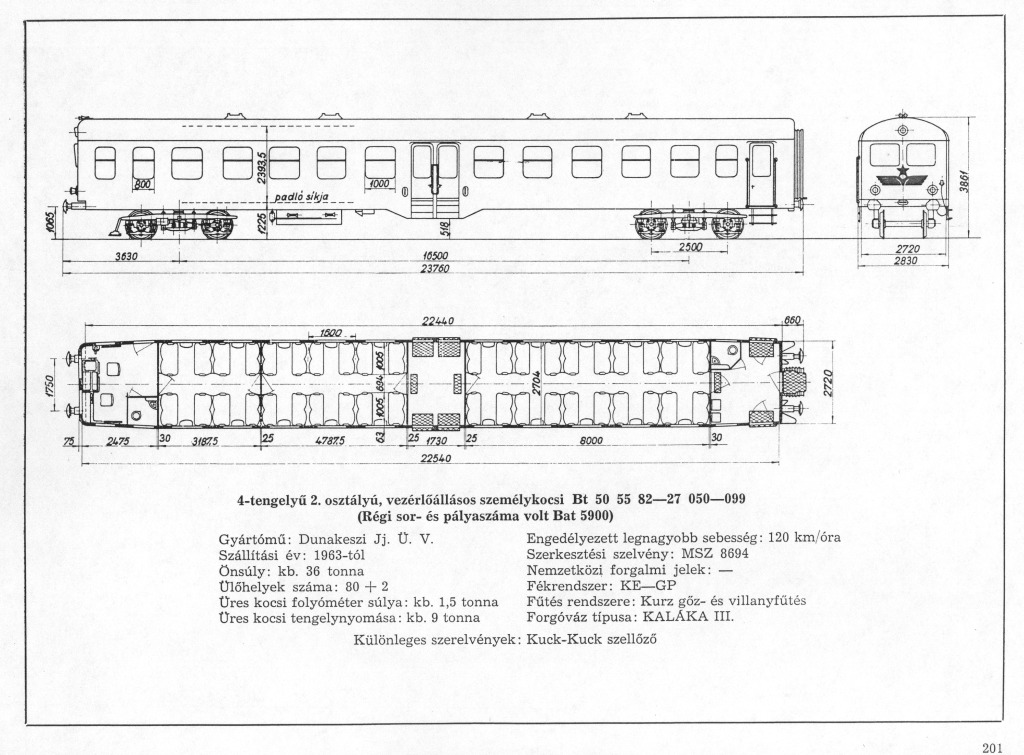 2393,5
800
padló síkja
1000
1065
1225
518
3861
3630
16500
2500
2720
23760
2830
22440
660
1600
1005
1750
694
2704
2720
1005
75
2475
30
3187,5
25
4787,5
63
25
1730
25
8000
30
22540
4-tengelyű 2. osztályú, vezérlőállásos személykocsi Bt 50 55 82—27 050—099
(Régi sor- és pályaszáma volt Bat 5900)
Gyártómű: Dunakeszi Jj. Ü. V.
Szállítási év: 1963-tól
Önsúly: kb. 36 tonna
Ülőhelyek száma: 80 + 2
Üres kocsi folyóméter súlya: kb. 1,5 tonna
Üres kocsi tengelynyomása: kb. 9 tonna
Engedélyezett legnagyobb sebesség: 120 km/óra
Szerkesztési szelvény: MSZ 8694
Nemzetközi forgalmi jelek: —
Fékrendszer: KE—GP
Fűtés rendszere: Kurz gőz- és villanyfűtés
Forgóváz típusa: KALÁKA III.
Különleges szerelvények: Kuck-Kuck szellőző
201